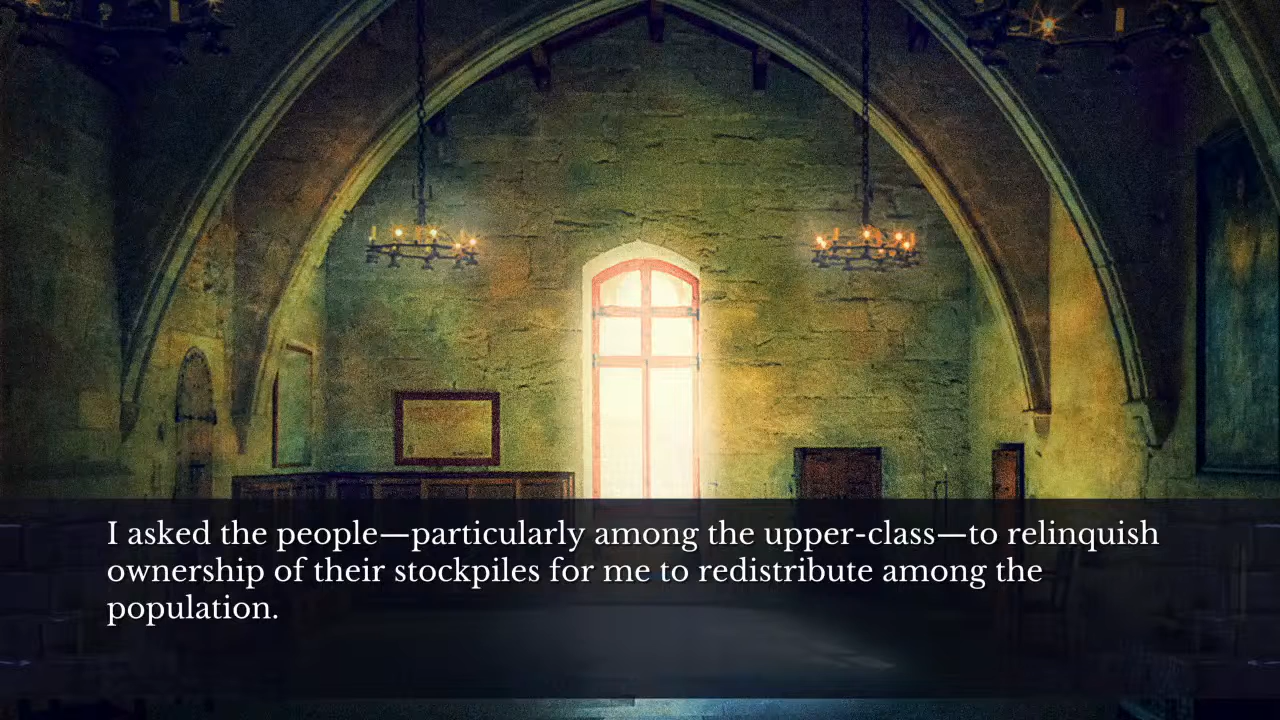 I asked the people—particularly among the upper-class—to relinquish
ownership of their stockpiles for me to redistribute among the
population.